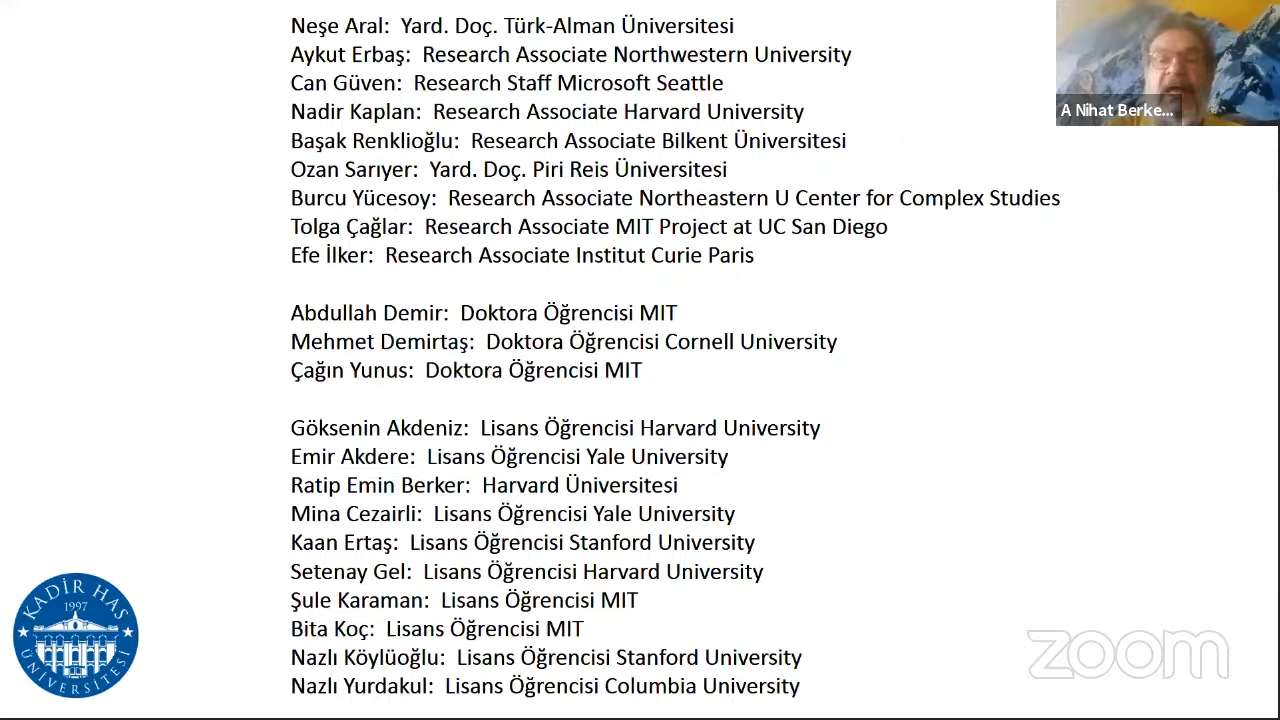 Neşe Aral:  Yard. Doç. Türk-Alman Üniversitesi
Aykut Erbaş:  Research Associate Northwestern University
Can Güven:  Research Staff Microsoft Seattle
Nadir Kaplan:  Research Associate Harvard University
Başak Renklioğlu:  Research Associate Bilkent Üniversitesi
Ozan Sarıyer:  Yard. Doç. Piri Reis Üniversitesi
Burcu Yücesoy:  Research Associate Northeastern U Center for Complex Studies
Tolga Çağlar:  Research Associate MIT Project at UC San Diego
Efe İlker:  Research Associate Institut Curie Paris
Abdullah Demir:  Doktora Öğrencisi MIT
Mehmet Demirtaş:  Doktora Öğrencisi Cornell University
Çağın Yunus:  Doktora Öğrencisi MIT
Göksenin Akdeniz:  Lisans Öğrencisi Harvard University
Emir Akdere:  Lisans Öğrencisi Yale University
Ratip Emin Berker:  Harvard Üniversitesi
Mina Cezairli:  Lisans Öğrencisi Yale University
Kaan Ertaş:  Lisans Öğrencisi Stanford University
Setenay Gel:  Lisans Öğrencisi Harvard University
Şule Karaman:  Lisans Öğrencisi MIT
Bita Koç:  Lisans Öğrencisi MIT
Nazlı Köylüoğlu:  Lisans Öğrencisi Stanford University
Nazlı Yurdakul:  Lisans Öğrencisi Columbia University
A Nihat Berke...
KADİR HAS
1997
ÜNİVERSİTESİ
zoom